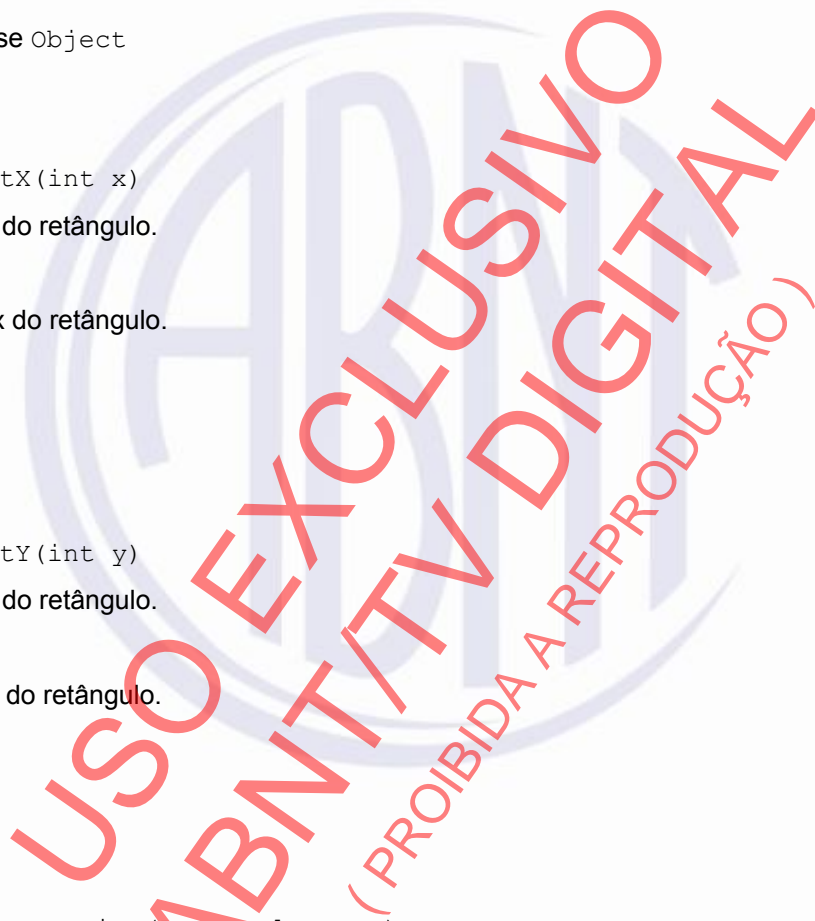 se Object
tX(int x)
do retângulo.
x do retângulo.
tY(int y)
do retângulo.
do retângulo.
ABNT
USO EXCLUSIVO
ABNT/TV DIGITAL
( PROIBIDA A REPRODUÇÃO )